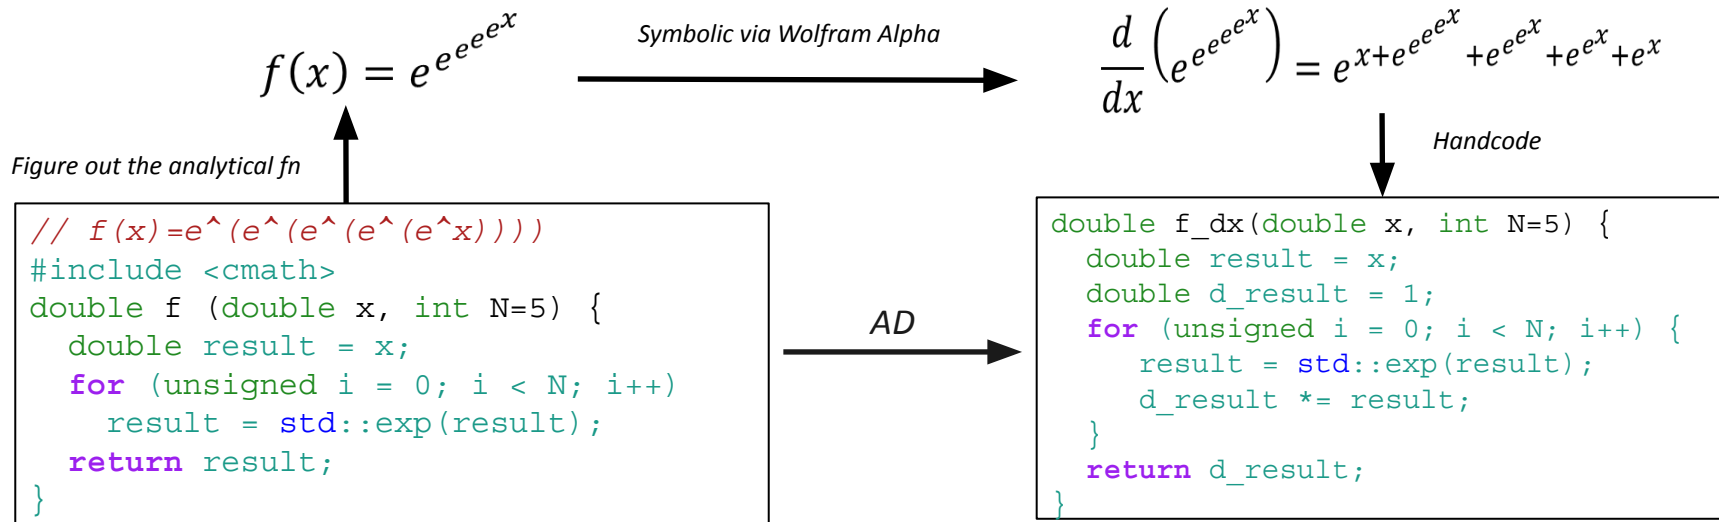 f(x) = e^{e^{e^{e^{e^x}}}}
Symbolic via Wolfram Alpha
\frac{d}{dx}(e^{e^{e^{e^{e^x}}}}) = e^{x+e^{e^{e^{e^x}}}+e^{e^{e^x}}+e^{e^x}+e^x}
Figure out the analytical fn
Handcode
// f(x)=e^(e^(e^(e^(e^x))))
#include <cmath>
double f (double x, int N=5) {
  double result = x;
  for (unsigned i = 0; i < N; i++)
    result = std::exp(result);
  return result;
}
AD
double f_dx(double x, int N=5) {
  double result = x;
  double d_result = 1;
  for (unsigned i = 0; i < N; i++) {
     result = std::exp(result);
     d_result *= result;
  }
  return d_result;
}